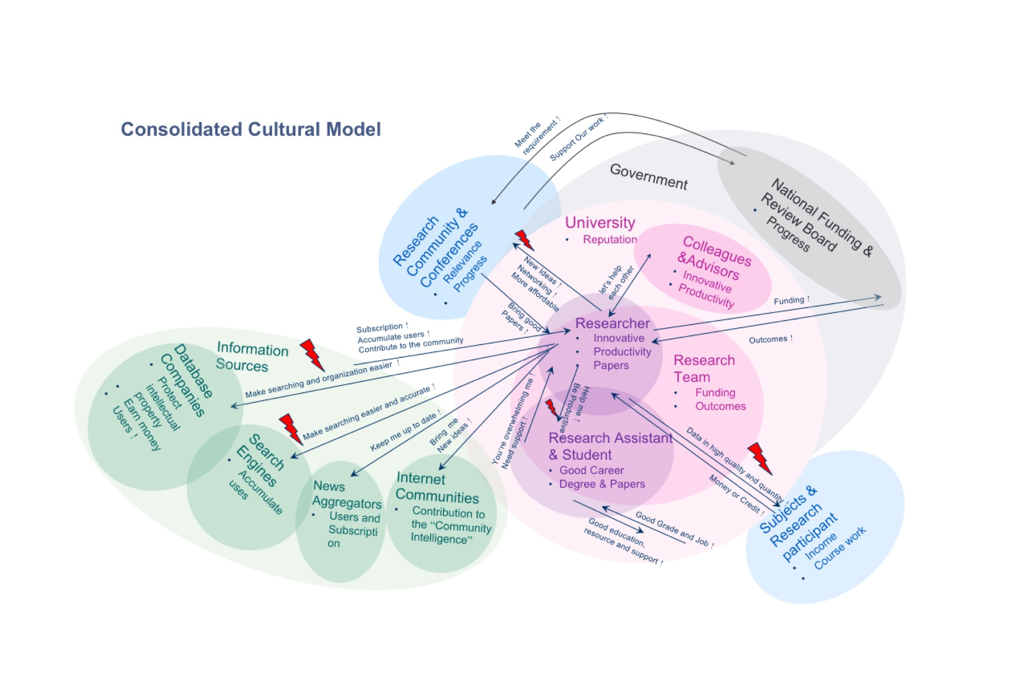 Consolidated Cultural Model
Meet the
requirement !
Support Our work !
Government
National Funding &
Review Board
• Progress
Research
Community &
Conferences
• Relevance
• Progress
University
• Reputation
Colleagues
&Advisors
• Innovative
• Productivity
New ideas !
Networking !
More affordable
let's help
each other
Bring good
Papers !
Funding !
Outcomes !
Researcher
• Innovative
• Productivity
• Papers
Research
Team
• Funding
• Outcomes
Subscription !
Accumulate users !
Contribute to the community
Information
Sources
Make searching and organization easier !
Database
Companies
• Protect
intellectual
property
• Earn money
• Users !
Make searching easier and accurate !
Search
Engines
• Accumulate
uses
Keep me up to date !
News
Aggregators
• Users and
Subscripti
on
Bring me
New ideas !
Internet
Communities
• Contribution to
the “Community
Intelligence”
You're overwhelming me !
Need support !
Help me !
Be Productive
Research Assistant
& Student
• Good Career
• Degree & Papers
Data in high quality and quantity
Money or Credit !
Good Grade and Job !
Good education,
resource and support !
Subjects &
Research
participant
• Income
• Course work